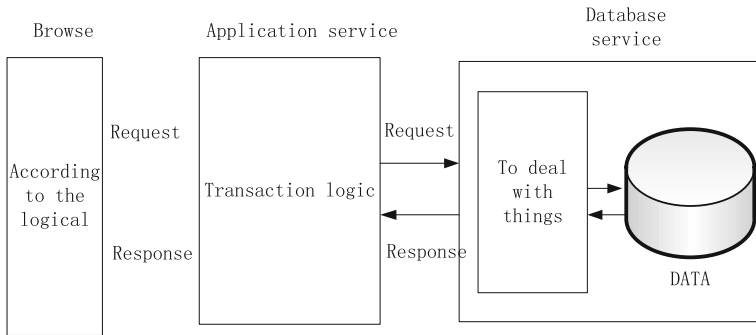 Browse
Application service
Database
service
According
to the
logical
Request
Response
Transaction logic
Request
Response
To deal
with
things
DATA